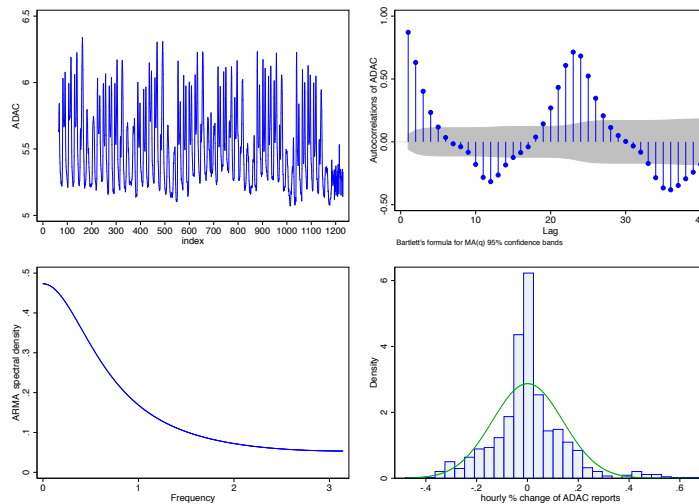 6.5
6
5.5
5
ADAC
0 100 200 300 400 500 600 700 800 900 1000 1100 1200
index
1.00
0.50
0.00
-0.50
Autocorrelations of ADAC
0 10 20 30 40
Lag
Bartlett's formula for MA(q) 95% confidence bands
.5
.4
.3
.2
.1
0
ARMA spectral density
0 1 2 3
Frequency
6
4
2
0
Density
-.4 -.2 0 .2 .4 .6
hourly % change of ADAC reports